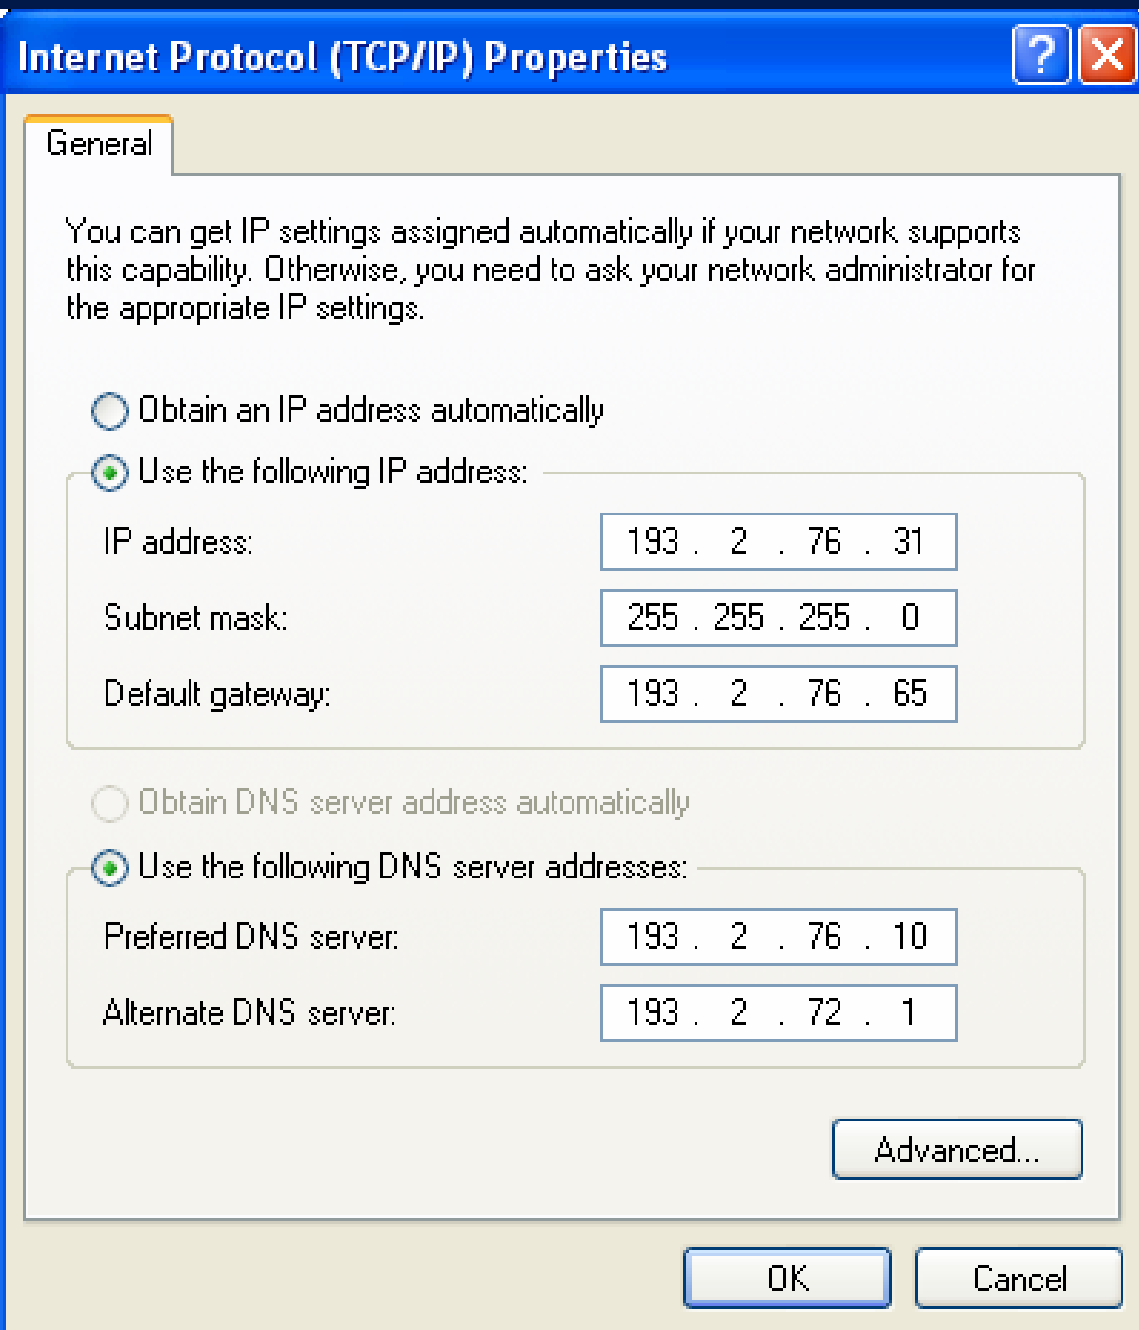 Internet Protocol (TCP/IP) Properties
General
You can get IP settings assigned automatically if your network supports
this capability. Otherwise, you need to ask your network administrator for
the appropriate IP settings.
Obtain an IP address automatically
Use the following IP address:
IP address: 193 . 2 . 76 . 31
Subnet mask: 255 . 255 . 255 . 0
Default gateway: 193 . 2 . 76 . 65
Obtain DNS server address automatically
Use the following DNS server addresses:
Preferred DNS server: 193 . 2 . 76 . 10
Alternate DNS server: 193 . 2 . 72 . 1
Advanced...
OK Cancel